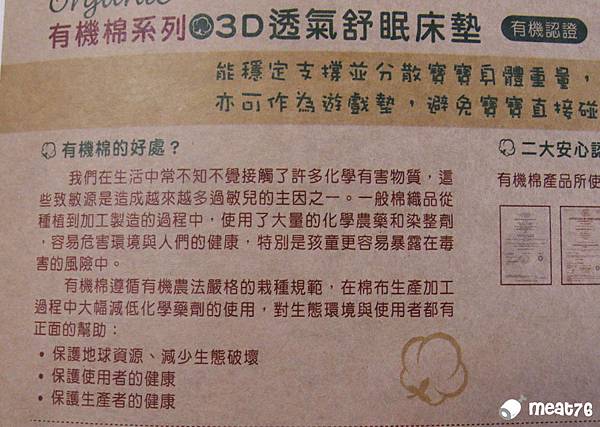 Organic
有機棉系列 3D透氣舒眠床墊 有機認證
能穩定支撐並分散寶寶身體重量，
亦可作為遊戲墊，避免寶寶直接碰
有機棉的好處？
我們在生活中常不知不覺接觸了許多化學有害物質，這
些致敏源是造成越來越多過敏兒的主因之一。一般棉織品從
種植到加工製造的過程中，使用了大量的化學農藥和染整劑
，容易危害環境與人們的健康，特別是孩童更容易暴露在毒
害的風險中。
有機棉遵循有機農法嚴格的栽種規範，在棉布生產加工
過程中大幅減低化學藥劑的使用，對生態環境與使用者都有
正面的幫助：
•保護地球資源、減少生態破壞
•保護使用者的健康
•保護生產者的健康
二大安心認
有機棉產品所使
meat76